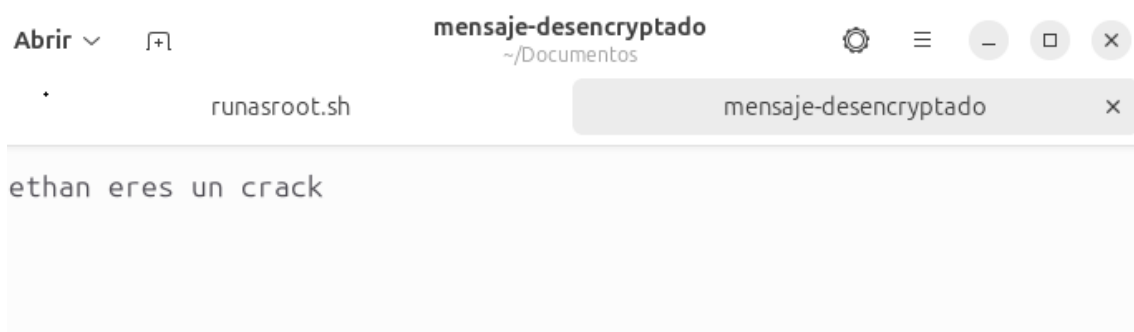 Abrir
mensaje-desencryptado
~/Documentos
runasroot.sh
mensaje-desencryptado
ethan eres un crack